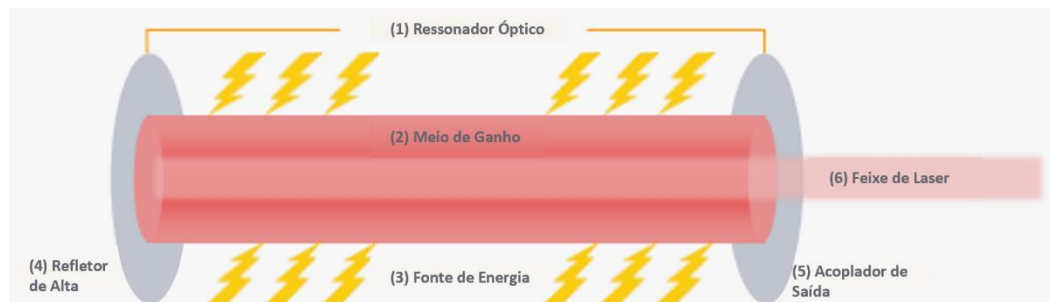 (1) Ressonador Óptico
(2) Meio de Ganho
(6) Feixe de Laser
(4) Refletor
de Alta
(3) Fonte de Energia
(5) Acoplador de
Saída